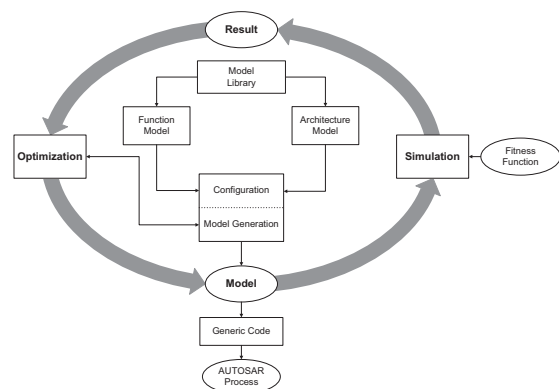 Result
Model
Library
Function
Model
Architecture
Model
Optimization
Simulation
Fitness
Function
Configuration
Model Generation
Model
Generic Code
AUTOSAR
Process